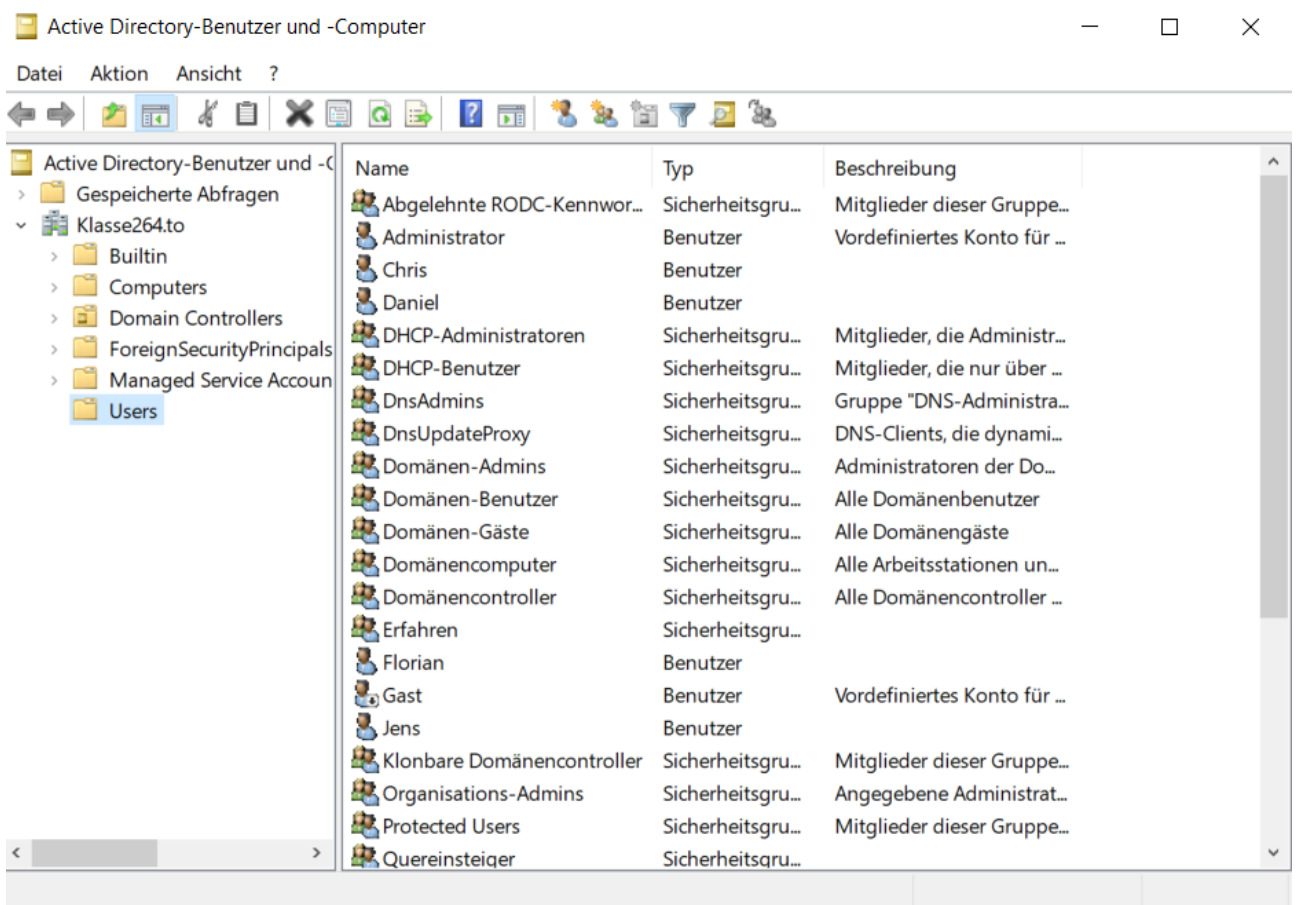 Active Directory-Benutzer und -Computer
Datei Aktion Ansicht ?
Active Directory-Benutzer und -C
Gespeicherte Abfragen
Klasse264.to
Builtin
Computers
Domain Controllers
ForeignSecurityPrincipals
Managed Service Accoun
Users
Name Typ Beschreibung
Abgelehnte RODC-Kennwor... Sicherheitsgru... Mitglieder dieser Gruppe...
Administrator Benutzer Vordefiniertes Konto für ...
Chris Benutzer
Daniel Benutzer
DHCP-Administratoren Sicherheitsgru... Mitglieder, die Administr...
DHCP-Benutzer Sicherheitsgru... Mitglieder, die nur über ...
DnsAdmins Sicherheitsgru... Gruppe "DNS-Administra...
DnsUpdateProxy Sicherheitsgru... DNS-Clients, die dynami...
Domänen-Admins Sicherheitsgru... Administratoren der Do...
Domänen-Benutzer Sicherheitsgru... Alle Domänenbenutzer
Domänen-Gäste Sicherheitsgru... Alle Domänengäste
Domänencomputer Sicherheitsgru... Alle Arbeitsstationen un...
Domänencontroller Sicherheitsgru... Alle Domänencontroller ...
Erfahren Sicherheitsgru...
Florian Benutzer
Gast Benutzer Vordefiniertes Konto für ...
Jens Benutzer
Klonbare Domänencontroller Sicherheitsgru... Mitglieder dieser Gruppe...
Organisations-Admins Sicherheitsgru... Angegebene Administrat...
Protected Users Sicherheitsgru... Mitglieder dieser Gruppe...
Quereinsteiger Sicherheitsgru...